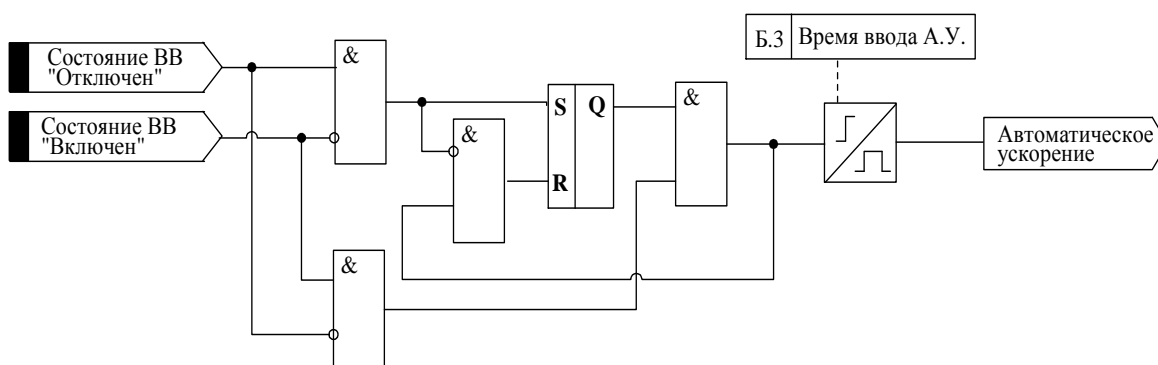 Б.3 Время ввода А.У.
Состояние ВВ
"Отключен"
&
&
S Q
&
Состояние ВВ
"Включен"
&
R
Автоматическое
ускорение
&